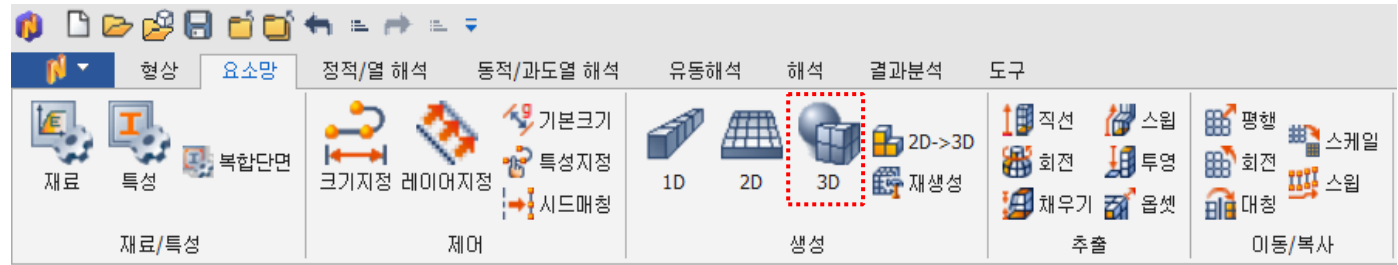 형상 요소망 정적/열 해석 동적/과도열 해석 유동해석 해석 결과분석 도구
재료 특성 복합단면
재료/특성
크기지정 레이어지정 기본크기
특성지정
시드매칭
제어
1D 2D 3D 2D->3D
재생성
생성
직선 스윕
회전 투영
채우기 옵셋
추출
평행 스케일
회전 스윕
대칭
이동/복사